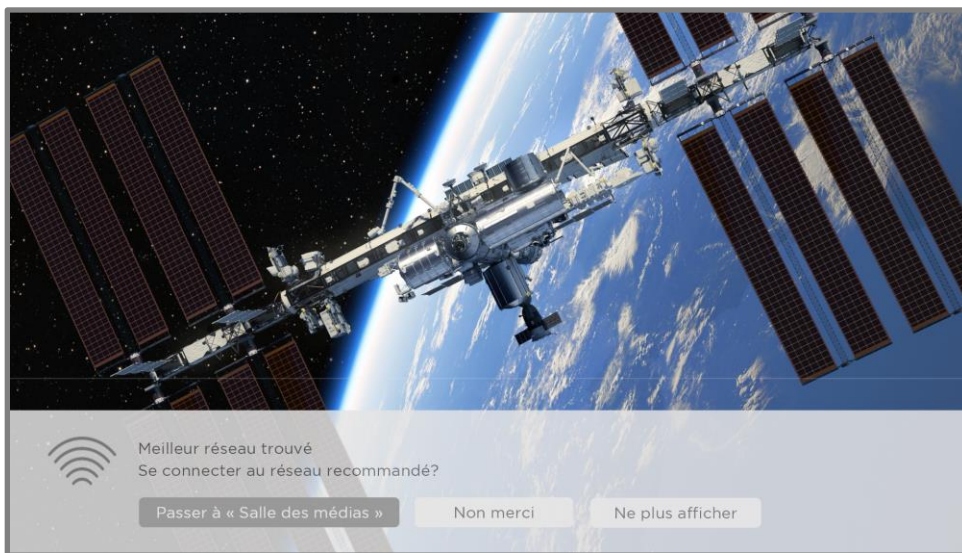 Meilleur réseau trouvé
Se connecter au réseau recommandé?
Passer à « Salle des médias »
Non merci
Ne plus afficher